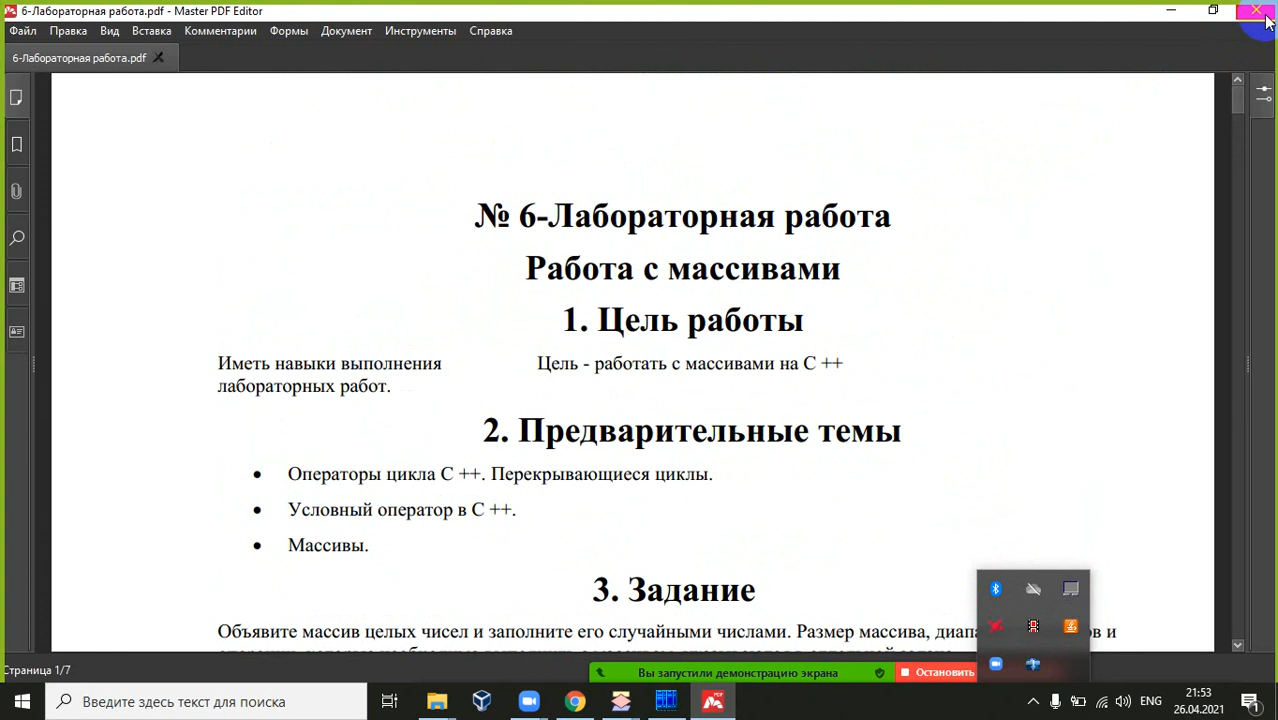 6-Лабораторная работа.pdf - Master PDF Editor
Файл Правка Вид Вставка Комментарии Формы Документ Инструменты Справка
6-Лабораторная работа.pdf
№ 6-Лабораторная работа
Работа с массивами
1. Цель работы
Иметь навыки выполнения Цель - работать с массивами на С ++
лабораторных работ.
2. Предварительные темы
• Операторы цикла С ++. Перекрывающиеся циклы.
• Условный оператор в С ++.
• Массивы.
3. Задание
Объявите массив целых чисел и заполните его случайными числами. Размер массива, и
Страница 1/7
Вы запустили демонстрацию экрана
Остановить
Введите здесь текст для поиска
ENG
21:53
26.04.2021
1